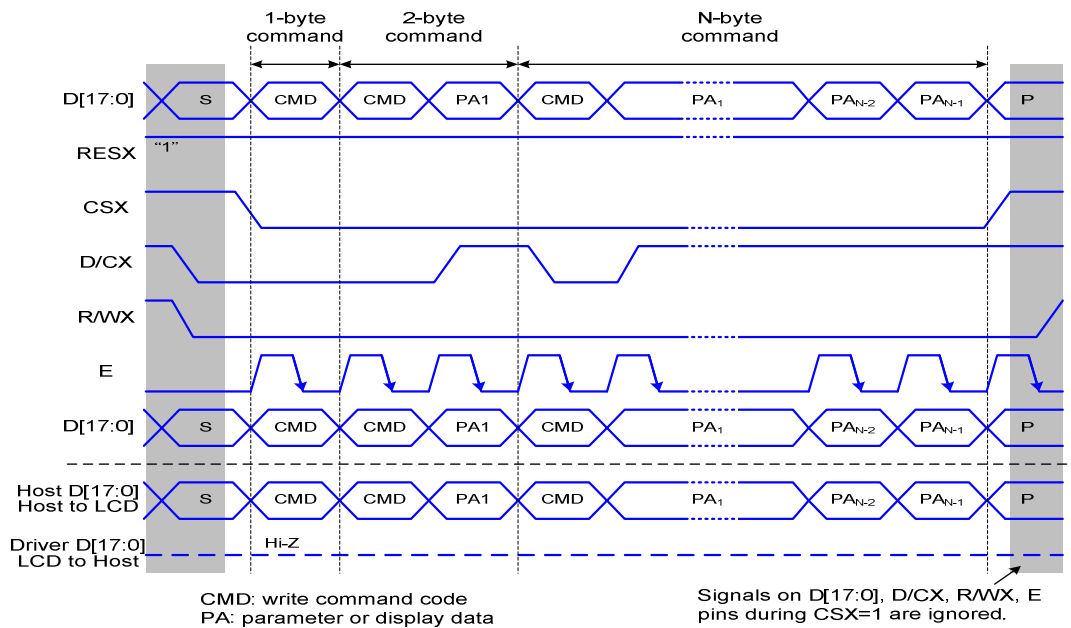 1-byte command
2-byte command
N-byte command
D[17:0] S CMD CMD PA1 CMD PA₁ PAN-2 PAN-1 P
RESX "1"
CSX
D/CX
R/WX
E
D[17:0] S CMD CMD PA1 CMD PA₁ PAN-2 PAN-1 P
Host D[17:0]
Host to LCD
S CMD CMD PA1 CMD PA₁ PAN-2 PAN-1 P
Driver D[17:0]
LCD to Host
Hi-Z
CMD: write command code
PA: parameter or display data
Signals on D[17:0], D/CX, R/WX, E
pins during CSX=1 are ignored.